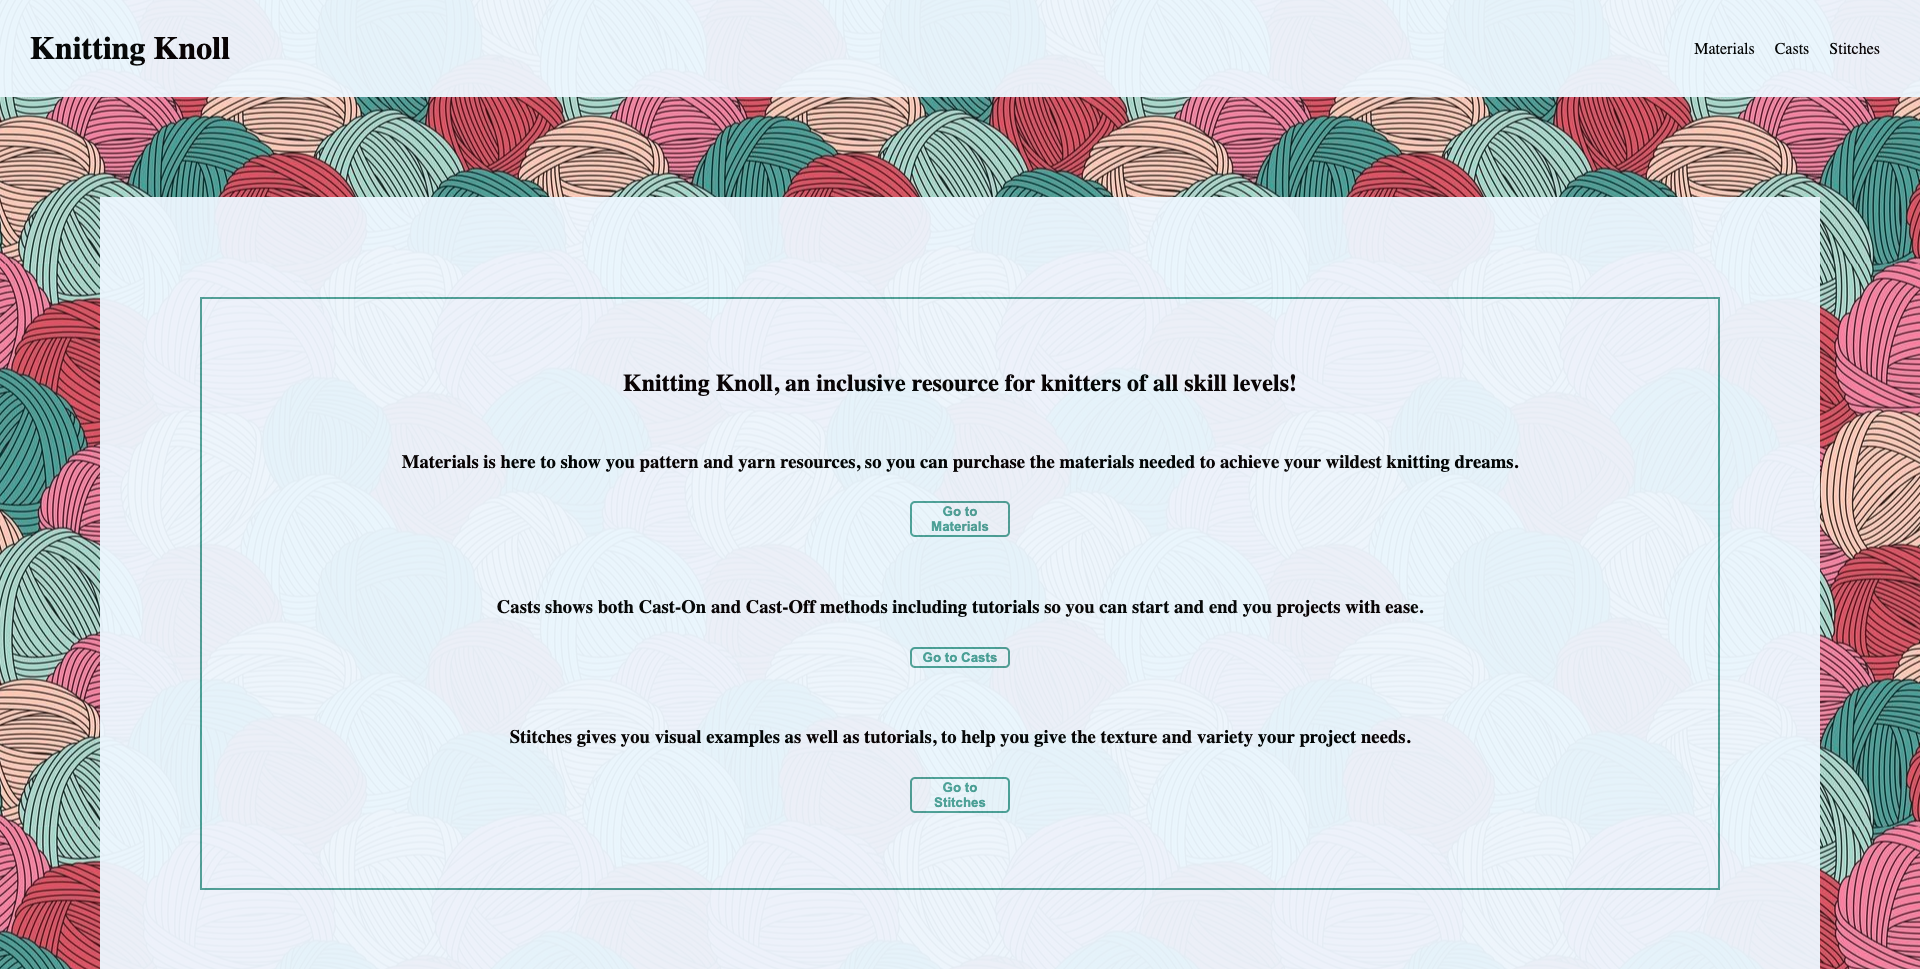 Knitting Knoll
Materials Casts Stitches
Knitting Knoll, an inclusive resource for knitters of all skill levels!
Materials is here to show you pattern and yarn resources, so you can purchase the materials needed to achieve your wildest knitting dreams.
Go to
Materials
Casts shows both Cast-On and Cast-Off methods including tutorials so you can start and end you projects with ease.
Go to Casts
Stitches gives you visual examples as well as tutorials, to help you give the texture and variety your project needs.
Go to
Stitches